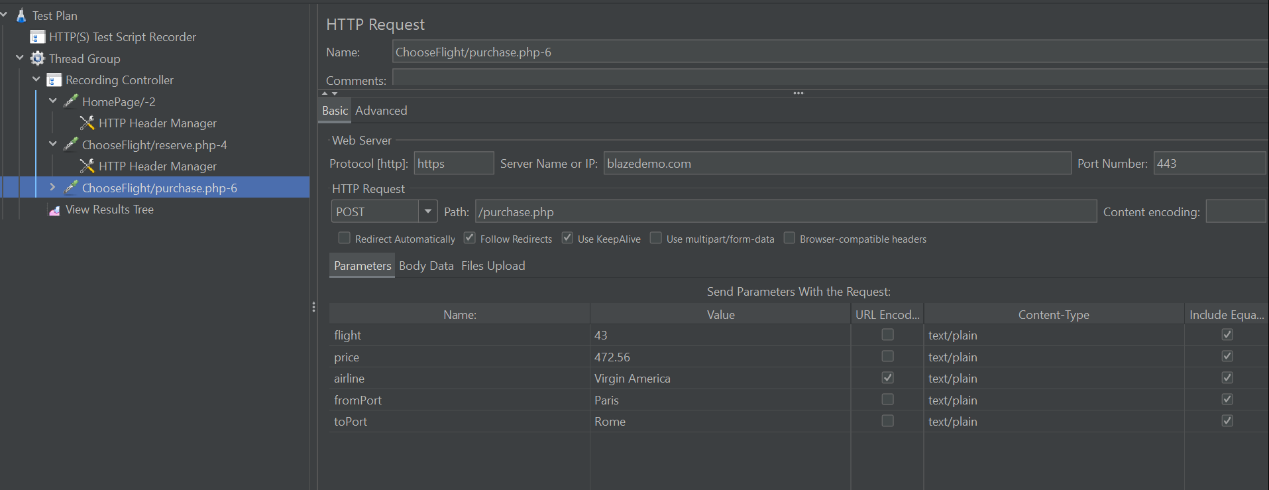 Test Plan
HTTP(S) Test Script Recorder
Thread Group
Recording Controller
HomePage/-2
HTTP Header Manager
ChooseFlight/reserve.php-4
HTTP Header Manager
ChooseFlight/purchase.php-6
View Results Tree
HTTP Request
Name: ChooseFlight/purchase.php-6
Comments:
Basic Advanced
Web Server
Protocol [http]: https Server Name or IP: blazedemo.com Port Number: 443
HTTP Request
POST Path: /purchase.php Content encoding:
Redirect Automatically Follow Redirects Use KeepAlive Use multipart/form-data Browser-compatible headers
Parameters Body Data Files Upload
Send Parameters With the Request:
Name: Value URL Encod... Content-Type Include Equa...
flight 43 text/plain
price 472.56 text/plain
airline Virgin America text/plain
fromPort Paris text/plain
toPort Rome text/plain